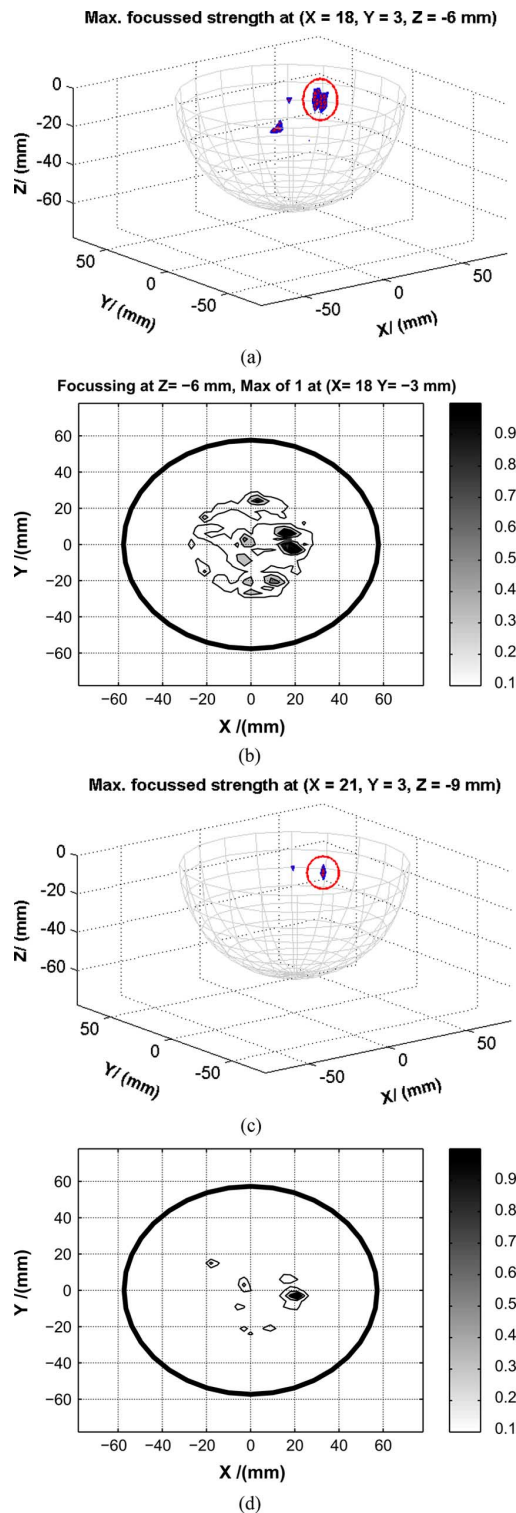 Max. focussed strength at (X = 18, Y = 3, Z = -6 mm)
0
-20
-40
-60
Z/ (mm)
50
0
-50
Y/ (mm)
-50
0
50
X/ (mm)
(a)
Focussing at Z= −6 mm, Max of 1 at (X= 18 Y= −3 mm)
60
40
20
0
−20
−40
−60
Y /(mm)
−60 −40 −20 0 20 40 60
X /(mm)
0.9
0.8
0.7
0.6
0.5
0.4
0.3
0.2
0.1
(b)
Max. focussed strength at (X = 21, Y = 3, Z = -9 mm)
0
-20
-40
-60
Z/ (mm)
50
0
-50
Y/ (mm)
-50
0
50
X/ (mm)
(c)
60
40
20
0
−20
−40
−60
Y /(mm)
−60 −40 −20 0 20 40 60
X /(mm)
0.9
0.8
0.7
0.6
0.5
0.4
0.3
0.2
0.1
(d)